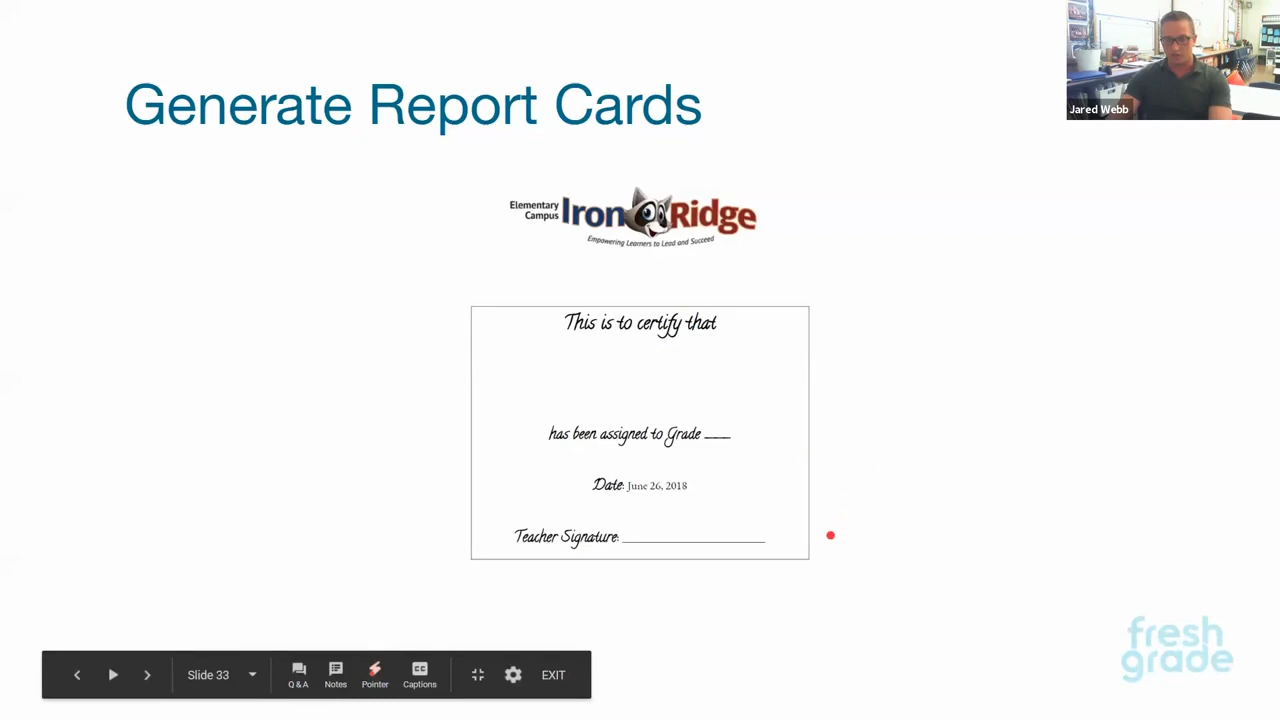 Generate Report Cards
Jared Webb
Elementary
Campus
Iron Ridge
Empowering Learners to Lead and Succeed
This is to certify that
has been assigned to Grade ___
Date: June 26, 2018
Teacher Signature: ____________________
fresh
grade
Slide 33
Q & A
Notes
Pointer
CC
Captions
EXIT